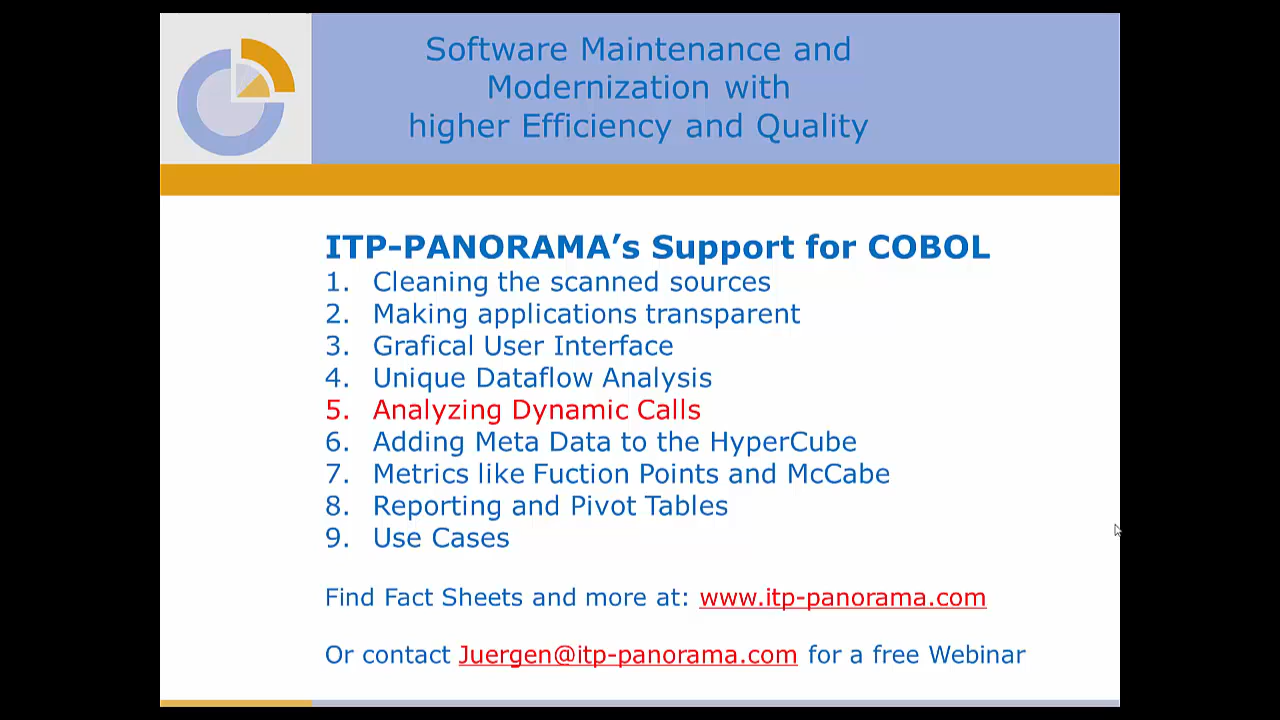 Software Maintenance and
Modernization with
higher Efficiency and Quality
ITP-PANORAMA’s Support for COBOL
1. Cleaning the scanned sources
2. Making applications transparent
3. Grafical User Interface
4. Unique Dataflow Analysis
5. Analyzing Dynamic Calls
6. Adding Meta Data to the HyperCube
7. Metrics like Fuction Points and McCabe
8. Reporting and Pivot Tables
9. Use Cases
Find Fact Sheets and more at: www.itp-panorama.com
Or contact Juergen@itp-panorama.com for a free Webinar